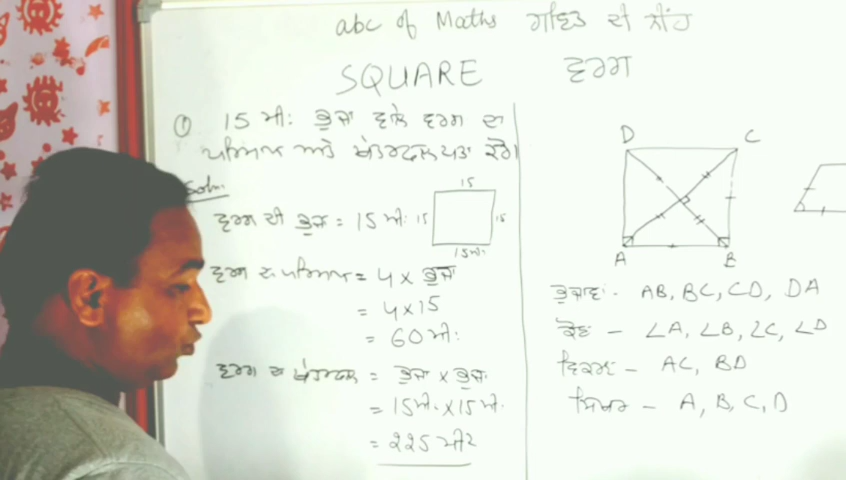 abc of Maths ਗਣਿਤ ਦੀ ਨੀਂਹ
SQUARE ਵਰਗ
① 15 ਮੀ: ਭੁਜਾ ਵਾਲੇ ਵਰਗ ਦਾ
ਪਰਿਮਾਪ ਅਤੇ ਖੇਤਰਫਲ ਪਤਾ ਕਰੋ।
Soln.
ਵਰਗ ਦੀ ਭੁਜਾ = 15 ਮੀ:
15
15
15
15ਮੀ:
ਵਰਗ ਦਾ ਪਰਿਮਾਪ = 4 × ਭੁਜਾ
= 4×15
= 60 ਮੀ:
ਵਰਗ ਦਾ ਖੇਤਰਫਲ = ਭੁਜਾ × ਭੁਜਾ
= 15ਮੀ. × 15 ਮੀ.
= 225 ਮੀ²
D C
A B
ਭੁਜਾਵਾਂ - AB, BC, CD, DA
ਕੋਣ - ∠A, ∠B, ∠C, ∠D
ਵਿਕਰਣ - AC, BD
ਸਿਖਰ - A, B, C, D